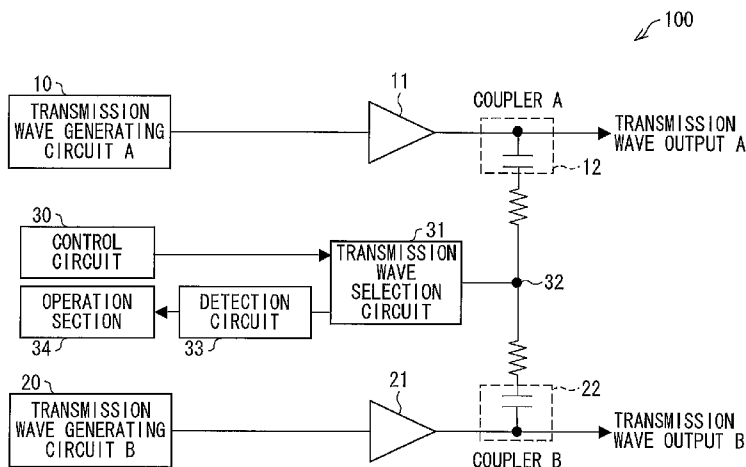 100
10
TRANSMISSION
WAVE GENERATING
CIRCUIT A
11
COUPLER A
TRANSMISSION
WAVE OUTPUT A
12
30
CONTROL
CIRCUIT
31
TRANSMISSION
WAVE
SELECTION
CIRCUIT
32
OPERATION
SECTION
34
DETECTION
CIRCUIT
33
20
TRANSMISSION
WAVE GENERATING
CIRCUIT B
21
22
TRANSMISSION
WAVE OUTPUT B
COUPLER B